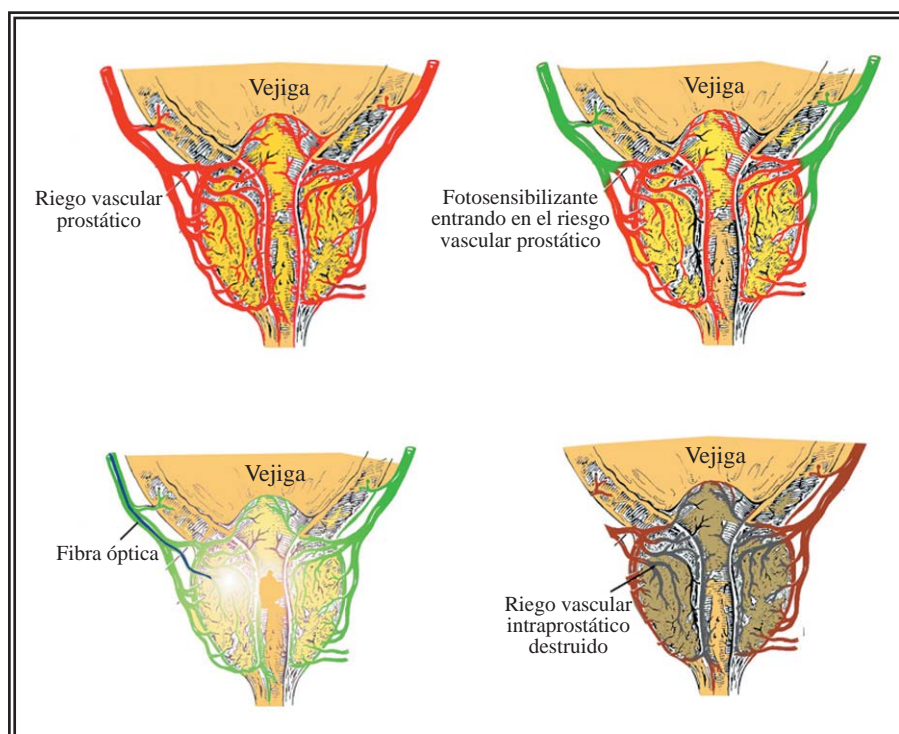 Vejiga
Riego vascular
prostático
Vejiga
Fotosensibilizante
entrando en el riesgo
vascular prostático
Vejiga
Fibra óptica
Vejiga
Riego vascular
intraprostático
destruido